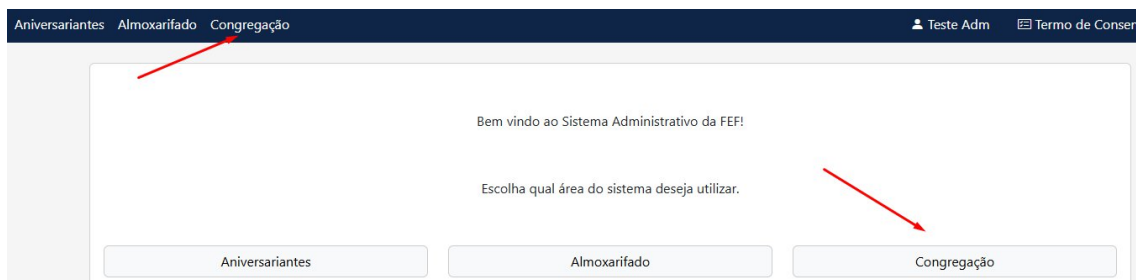 Aniversariantes Almoxarifado Congregação Teste Adm Termo de Consen
Bem vindo ao Sistema Administrativo da FEF!
Escolha qual área do sistema deseja utilizar.
Aniversariantes Almoxarifado Congregação